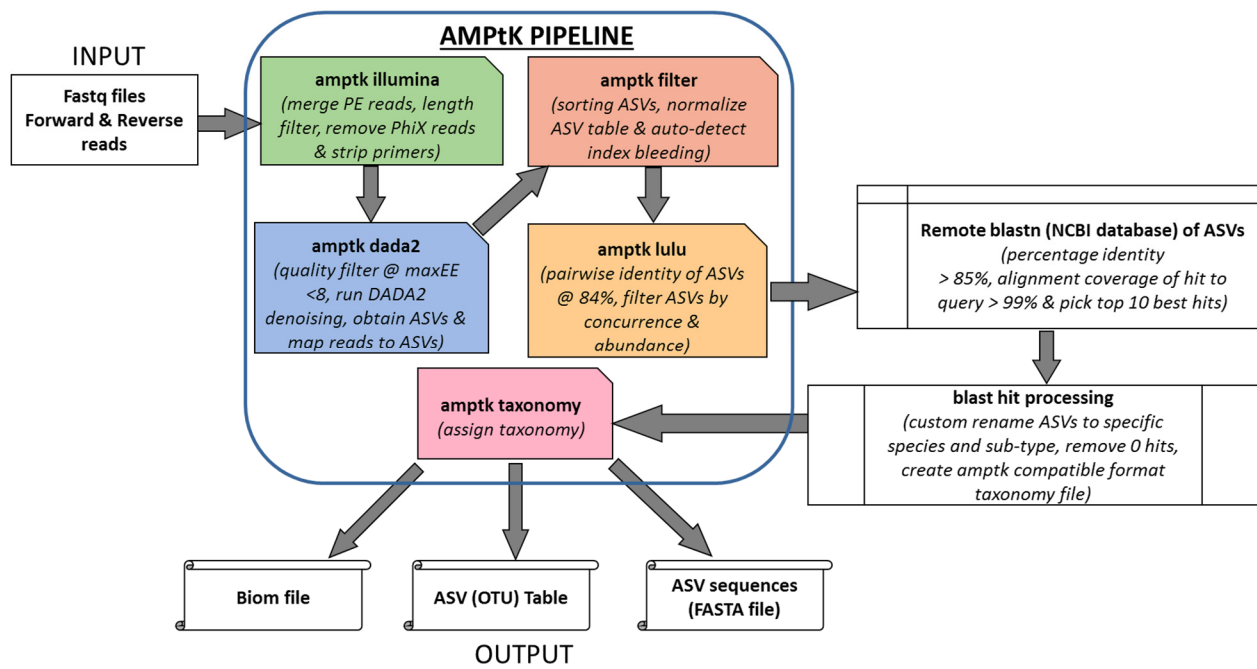 AMPtK PIPELINE
INPUT
Fastq files
Forward & Reverse
reads
amptk illumina
(merge PE reads, length
filter, remove PhiX reads
& strip primers)
amptk filter
(sorting ASVs, normalize
ASV table & auto-detect
index bleeding)
amptk dada2
(quality filter @ maxEE
<8, run DADA2
denoising, obtain ASVs &
map reads to ASVs)
amptk lulu
(pairwise identity of ASVs
@ 84%, filter ASVs by
concurrence &
abundance)
Remote blastn (NCBI database) of ASVs
(percentage identity
> 85%, alignment coverage of hit to
query > 99% & pick top 10 best hits)
blast hit processing
(custom rename ASVs to specific
species and sub-type, remove 0 hits,
create amptk compatible format
taxonomy file)
amptk taxonomy
(assign taxonomy)
Biom file
ASV (OTU) Table
ASV sequences
(FASTA file)
OUTPUT